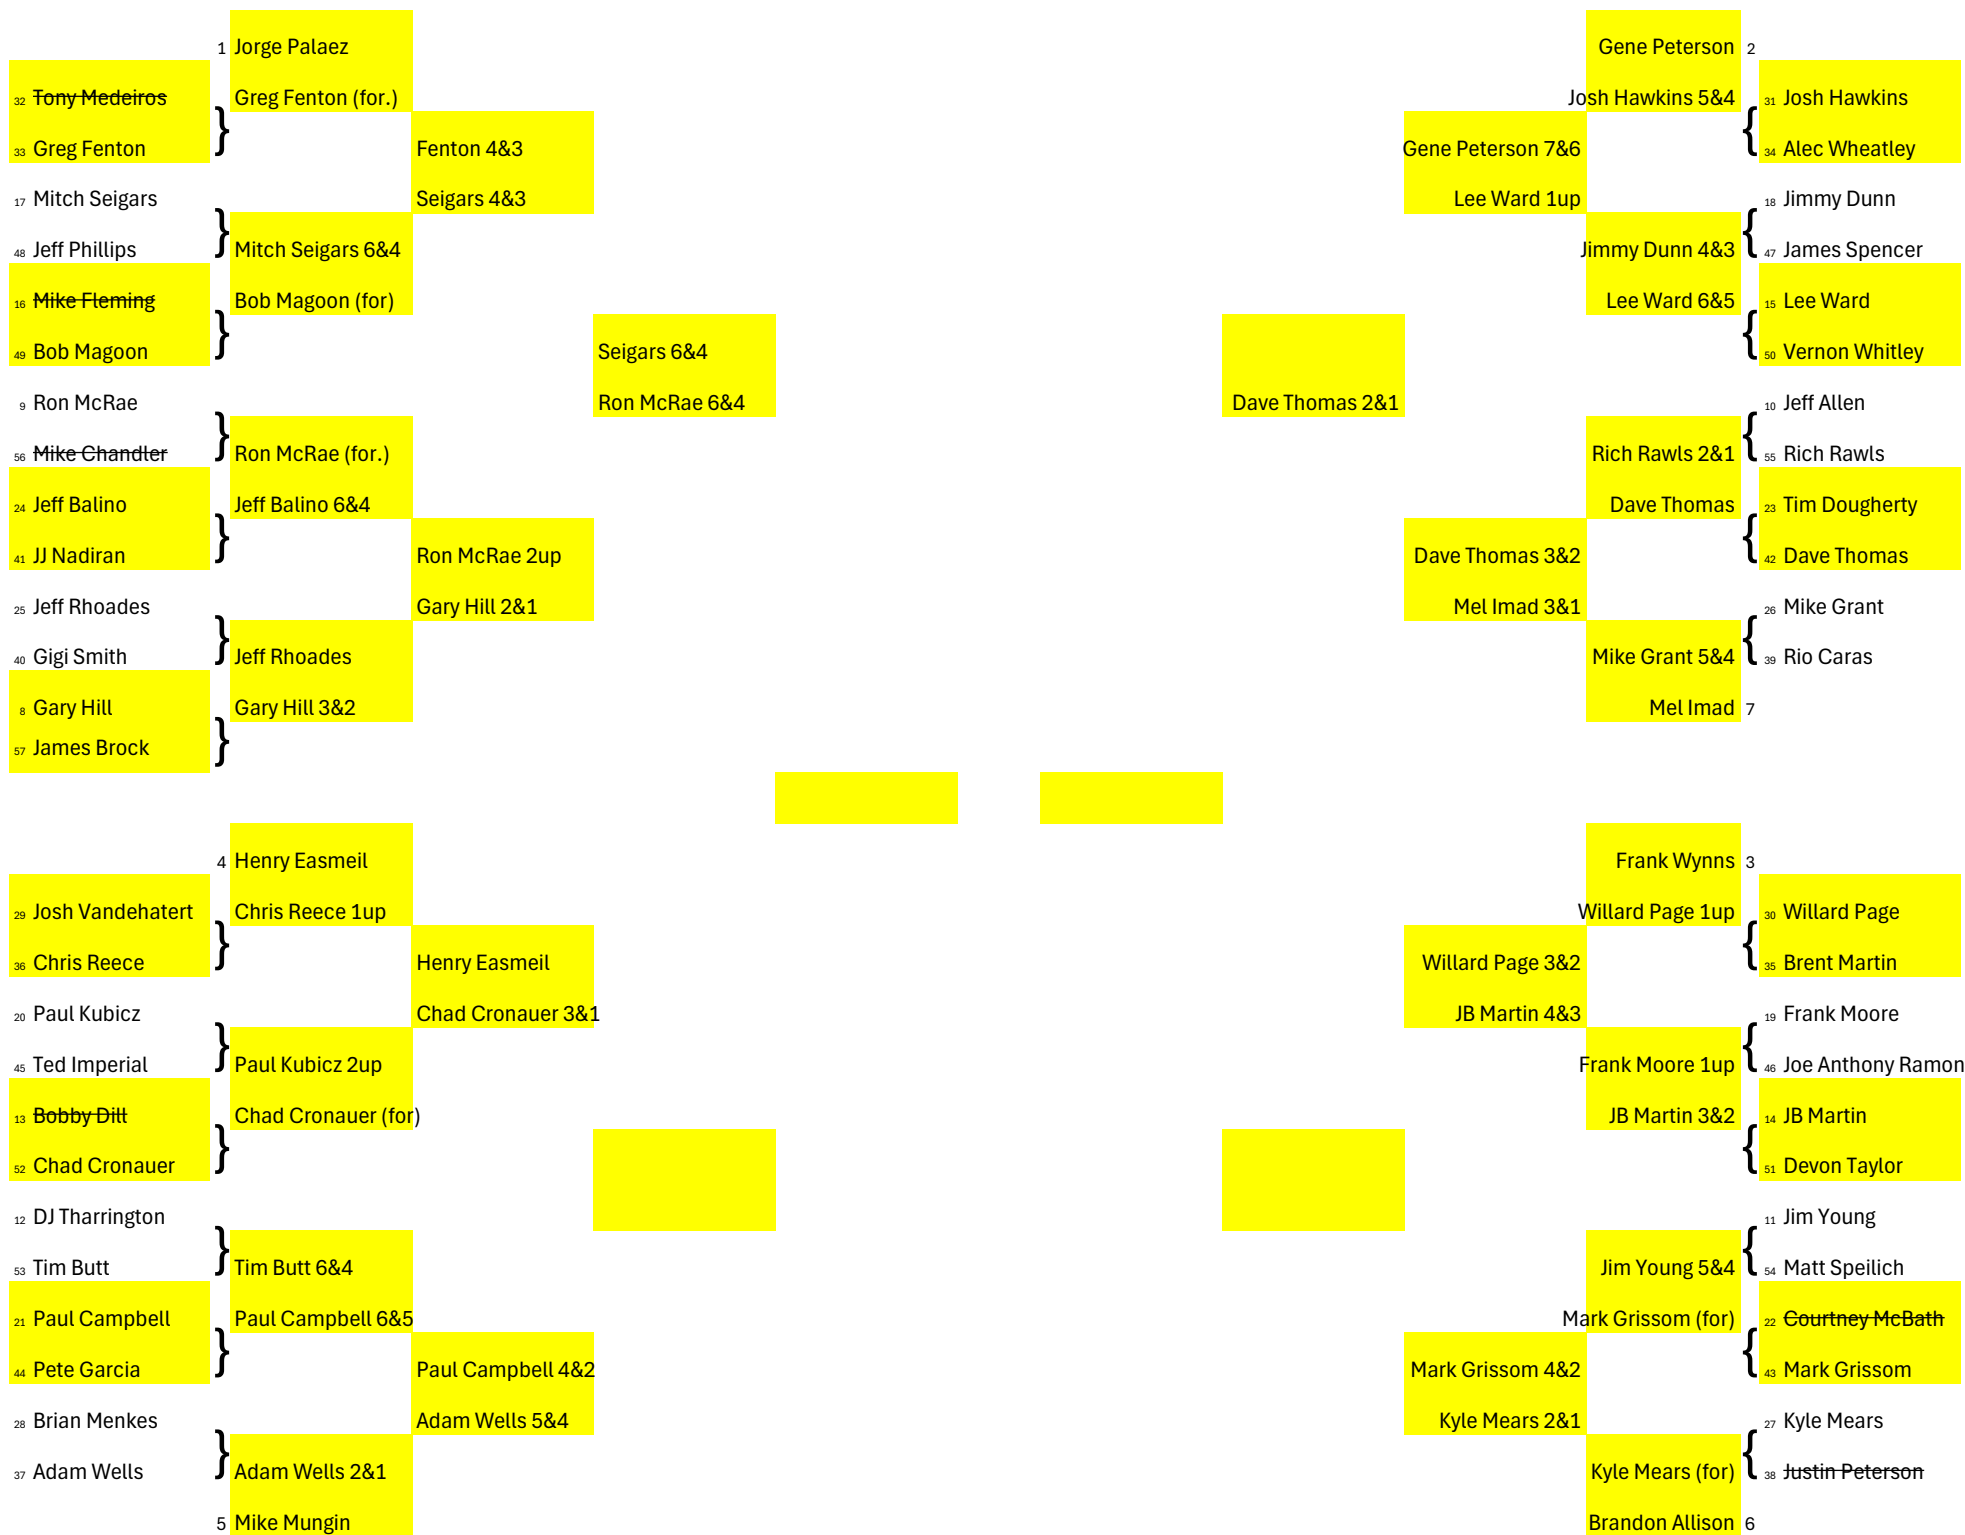 1 Jorge Palaez
32 Tony Medeiros
Greg Fenton (for.)
33 Greg Fenton
Fenton 4&3
17 Mitch Seigars
Seigars 4&3
48 Jeff Phillips
Mitch Seigars 6&4
16 Mike Fleming
Bob Magoon (for)
49 Bob Magoon
Seigars 6&4
9 Ron McRae
Ron McRae 6&4
56 Mike Chandler
Ron McRae (for.)
24 Jeff Balino
Jeff Balino 6&4
41 JJ Nadiran
Ron McRae 2up
25 Jeff Rhoades
Gary Hill 2&1
40 Gigi Smith
Jeff Rhoades
8 Gary Hill
Gary Hill 3&2
57 James Brock
4 Henry Easmeil
29 Josh Vandehatert
Chris Reece 1up
36 Chris Reece
Henry Easmeil
20 Paul Kubicz
Chad Cronauer 3&1
45 Ted Imperial
Paul Kubicz 2up
13 Bobby Dill
Chad Cronauer (for)
52 Chad Cronauer
12 DJ Tharrington
53 Tim Butt
Tim Butt 6&4
21 Paul Campbell
Paul Campbell 6&5
44 Pete Garcia
Paul Campbell 4&2
28 Brian Menkes
Adam Wells 5&4
37 Adam Wells
Adam Wells 2&1
5 Mike Mungin
Gene Peterson 2
Josh Hawkins 5&4
31 Josh Hawkins
Gene Peterson 7&6
34 Alec Wheatley
Lee Ward 1up
18 Jimmy Dunn
Jimmy Dunn 4&3
47 James Spencer
Lee Ward 6&5
15 Lee Ward
50 Vernon Whitley
Dave Thomas 2&1
10 Jeff Allen
Rich Rawls 2&1
55 Rich Rawls
Dave Thomas
23 Tim Dougherty
Dave Thomas 3&2
42 Dave Thomas
Mel Imad 3&1
26 Mike Grant
Mike Grant 5&4
39 Rio Caras
Mel Imad 7
Frank Wynns 3
Willard Page 1up
30 Willard Page
Willard Page 3&2
35 Brent Martin
JB Martin 4&3
19 Frank Moore
Frank Moore 1up
46 Joe Anthony Ramon
JB Martin 3&2
14 JB Martin
51 Devon Taylor
11 Jim Young
Jim Young 5&4
54 Matt Speilich
Mark Grissom (for)
22 Courtney McBath
Mark Grissom 4&2
43 Mark Grissom
Kyle Mears 2&1
27 Kyle Mears
Kyle Mears (for)
38 Justin Peterson
Brandon Allison 6